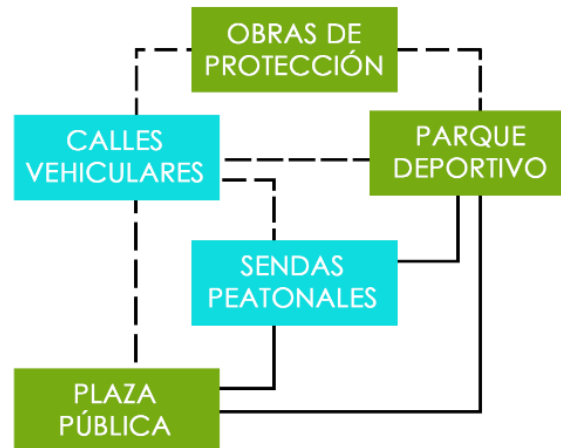 OBRAS DE
PROTECCIÓN
CALLES
VEHICULARES
PARQUE
DEPORTIVO
SENDAS
PEATONALES
PLAZA
PÚBLICA